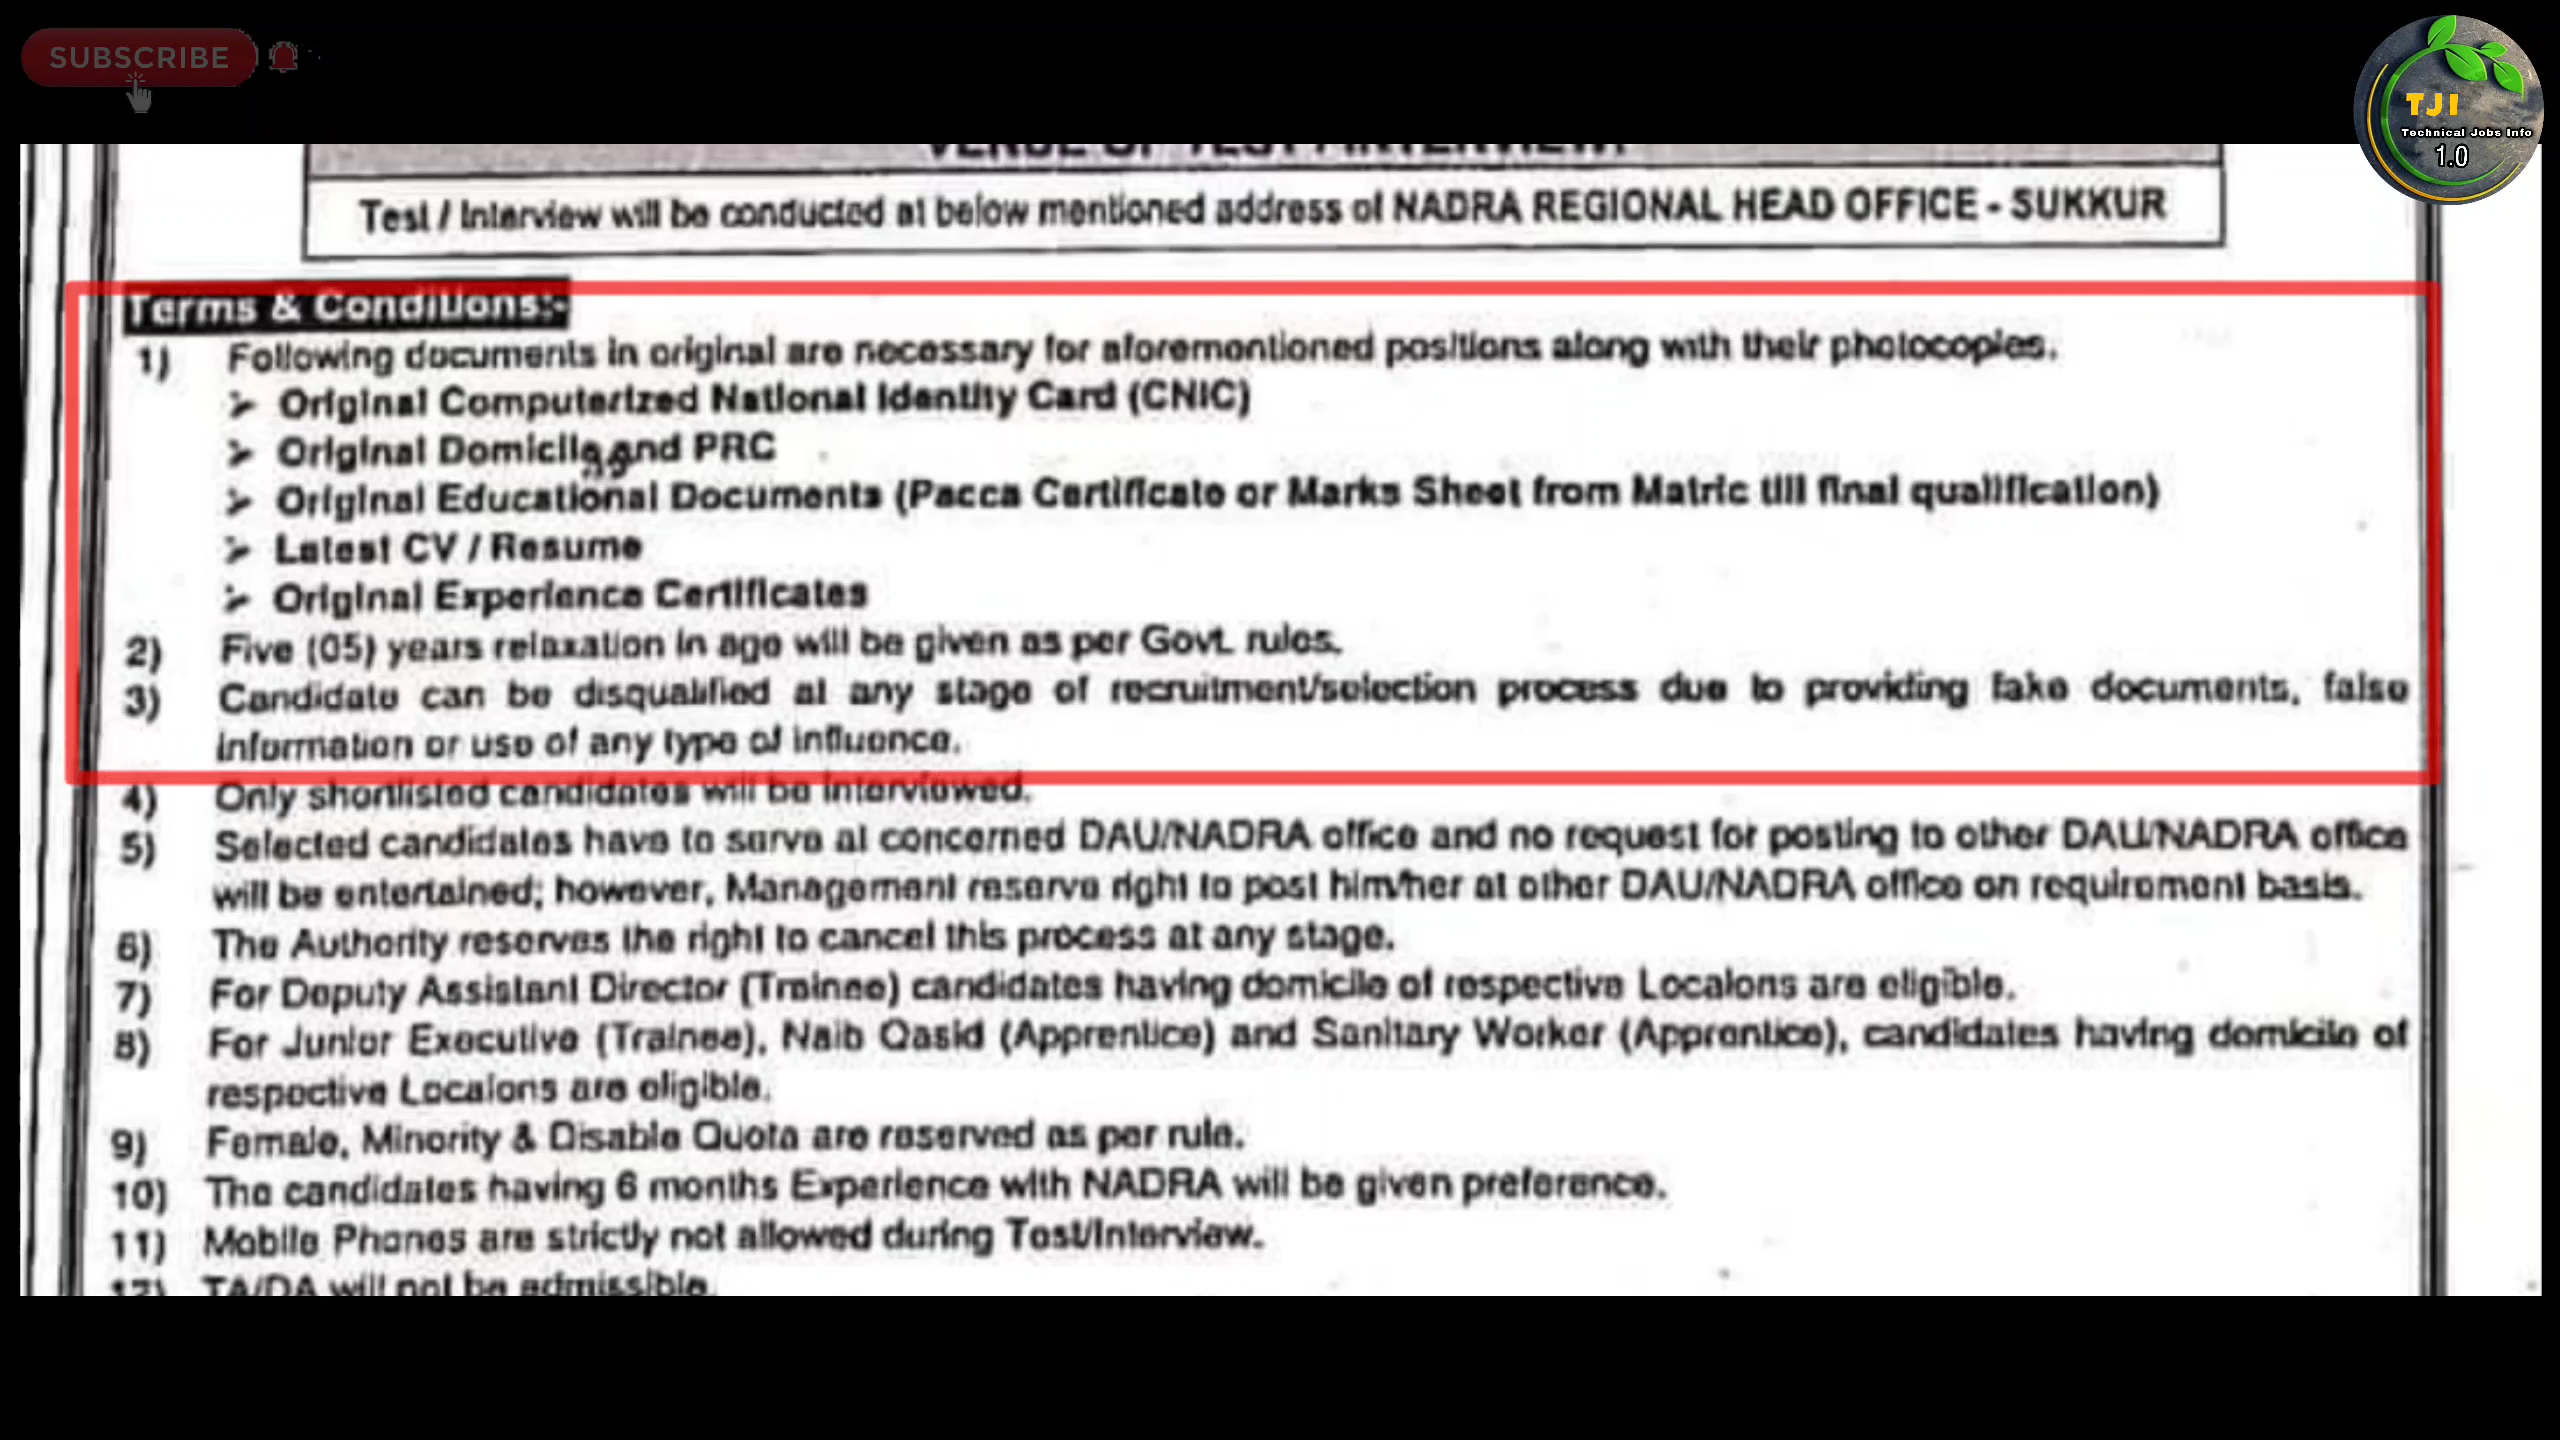 SUBSCRIBE
TJI
Technical Jobs Info
1.0
VENUE OF TEST / INTERVIEW:
Test / Interview will be conducted at below mentioned address of NADRA REGIONAL HEAD OFFICE - SUKKUR
Terms & Conditions:-
1) Following documents in original are necessary for aforementioned positions along with their photocopies.
➢ Original Computerized National Identity Card (CNIC)
➢ Original Domicile and PRC
➢ Original Educational Documents (Pacca Certificate or Marks Sheet from Matric till final qualification)
➢ Latest CV / Resume
➢ Original Experience Certificates
2) Five (05) years relaxation in age will be given as per Govt. rules.
3) Candidate can be disqualified at any stage of recruitment/selection process due to providing fake documents, false
information or use of any type of influence.
4) Only shortlisted candidates will be interviewed.
5) Selected candidates have to serve at concerned DAU/NADRA office and no request for posting to other DAU/NADRA office
will be entertained; however, Management reserve right to post him/her at other DAU/NADRA office on requirement basis.
6) The Authority reserves the right to cancel this process at any stage.
7) For Deputy Assistant Director (Trainee) candidates having domicile of respective Locaions are eligible.
8) For Junior Executive (Trainee), Naib Qasid (Apprentice) and Sanitary Worker (Apprentice), candidates having domicile of
respective Locaions are eligible.
9) Female, Minority & Disable Quota are reserved as per rule.
10) The candidates having 6 months Experience with NADRA will be given preference.
11) Mobile Phones are strictly not allowed during Test/Interview.
12) TA/DA will not be admissible.